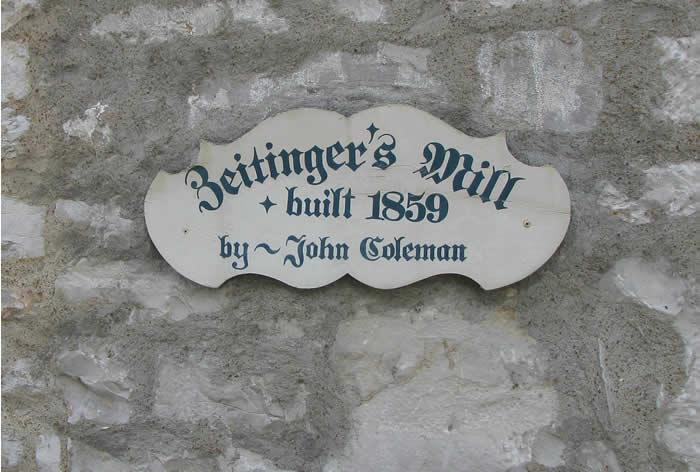 Zeitinger's Mill
✦ built 1859
by ~ John Coleman